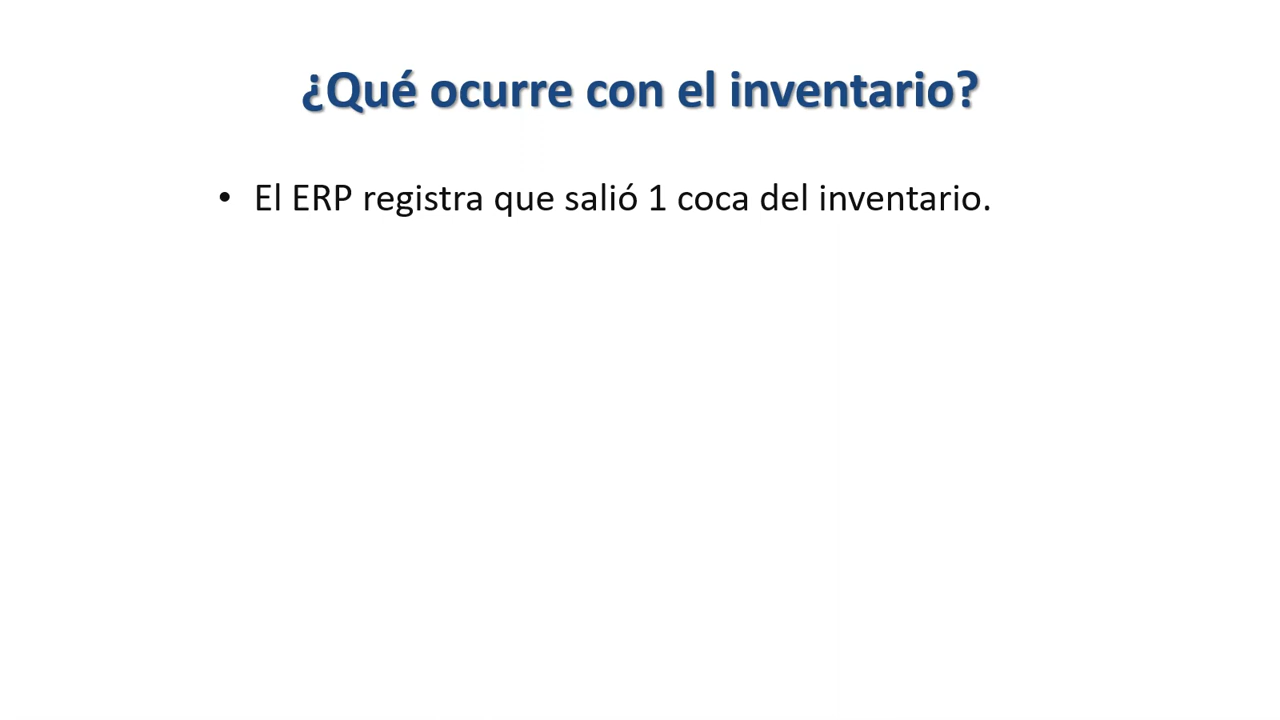 ¿Qué ocurre con el inventario?
• El ERP registra que salió 1 coca del inventario.